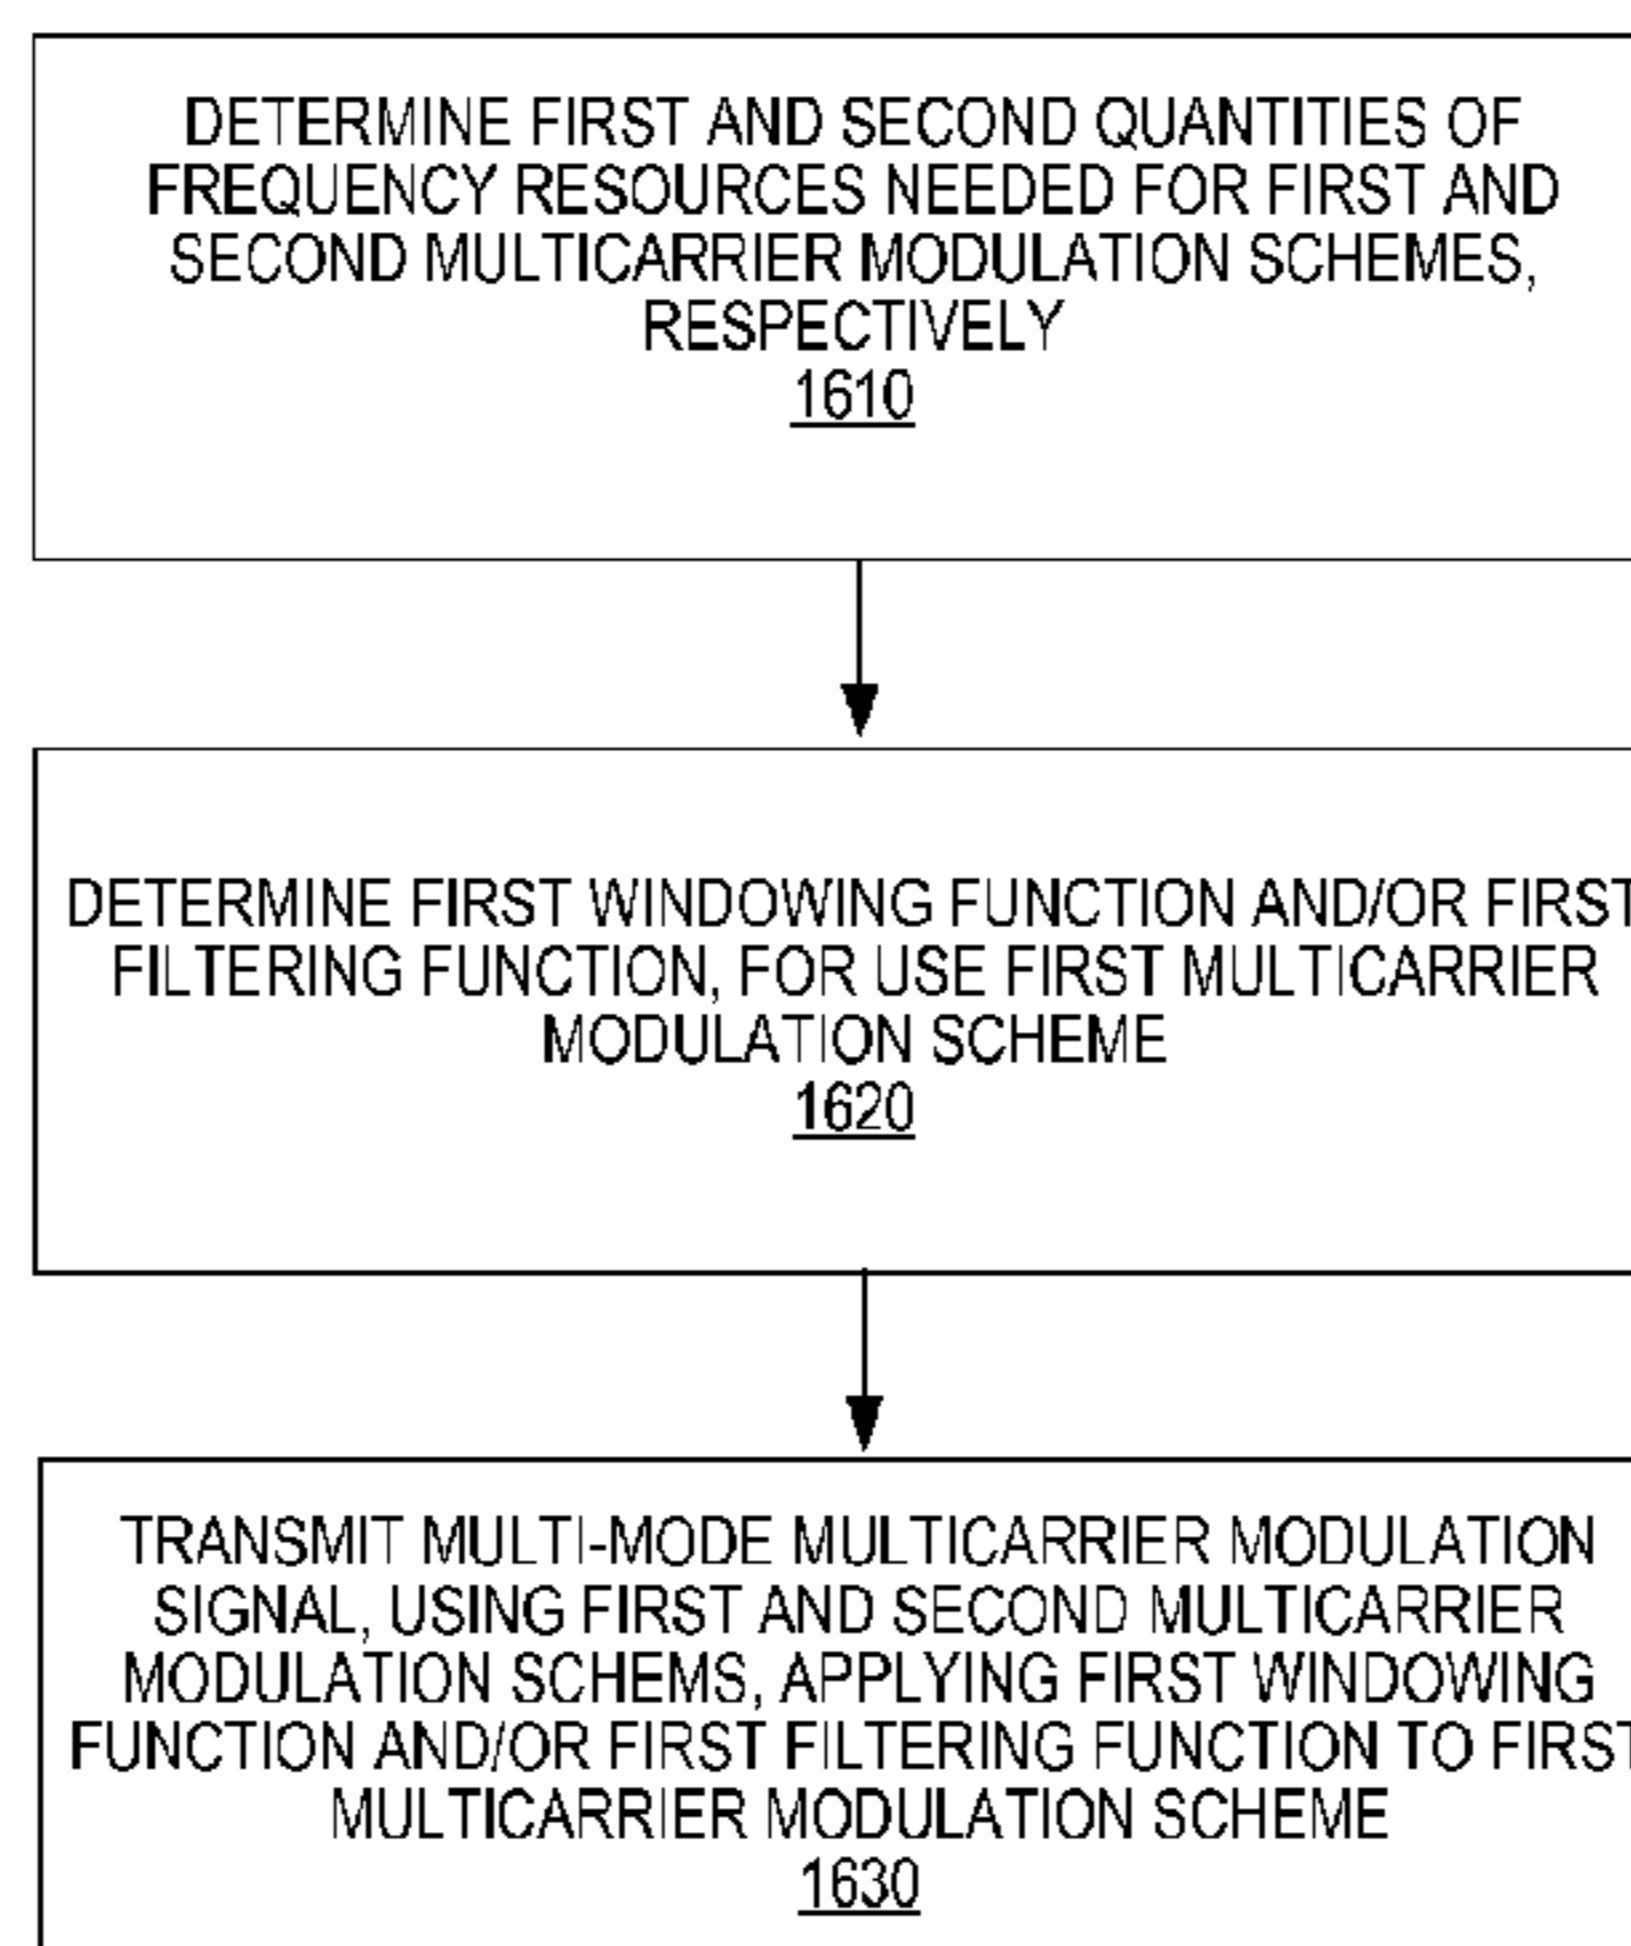 DETERMINE FIRST AND SECOND QUANTITIES OF
FREQUENCY RESOURCES NEEDED FOR FIRST AND
SECOND MULTICARRIER MODULATION SCHEMES,
RESPECTIVELY
1610
DETERMINE FIRST WINDOWING FUNCTION AND/OR FIRST
FILTERING FUNCTION, FOR USE FIRST MULTICARRIER
MODULATION SCHEME
1620
TRANSMIT MULTI-MODE MULTICARRIER MODULATION
SIGNAL, USING FIRST AND SECOND MULTICARRIER
MODULATION SCHEMS, APPLYING FIRST WINDOWING
FUNCTION AND/OR FIRST FILTERING FUNCTION TO FIRST
MULTICARRIER MODULATION SCHEME
1630